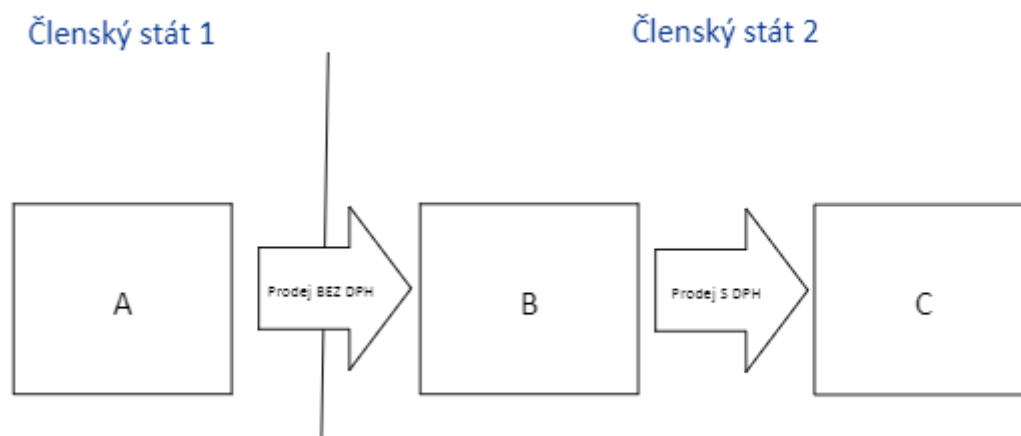 Členský stát 1
Členský stát 2
A
Prodej BEZ DPH
B
Prodej S DPH
C